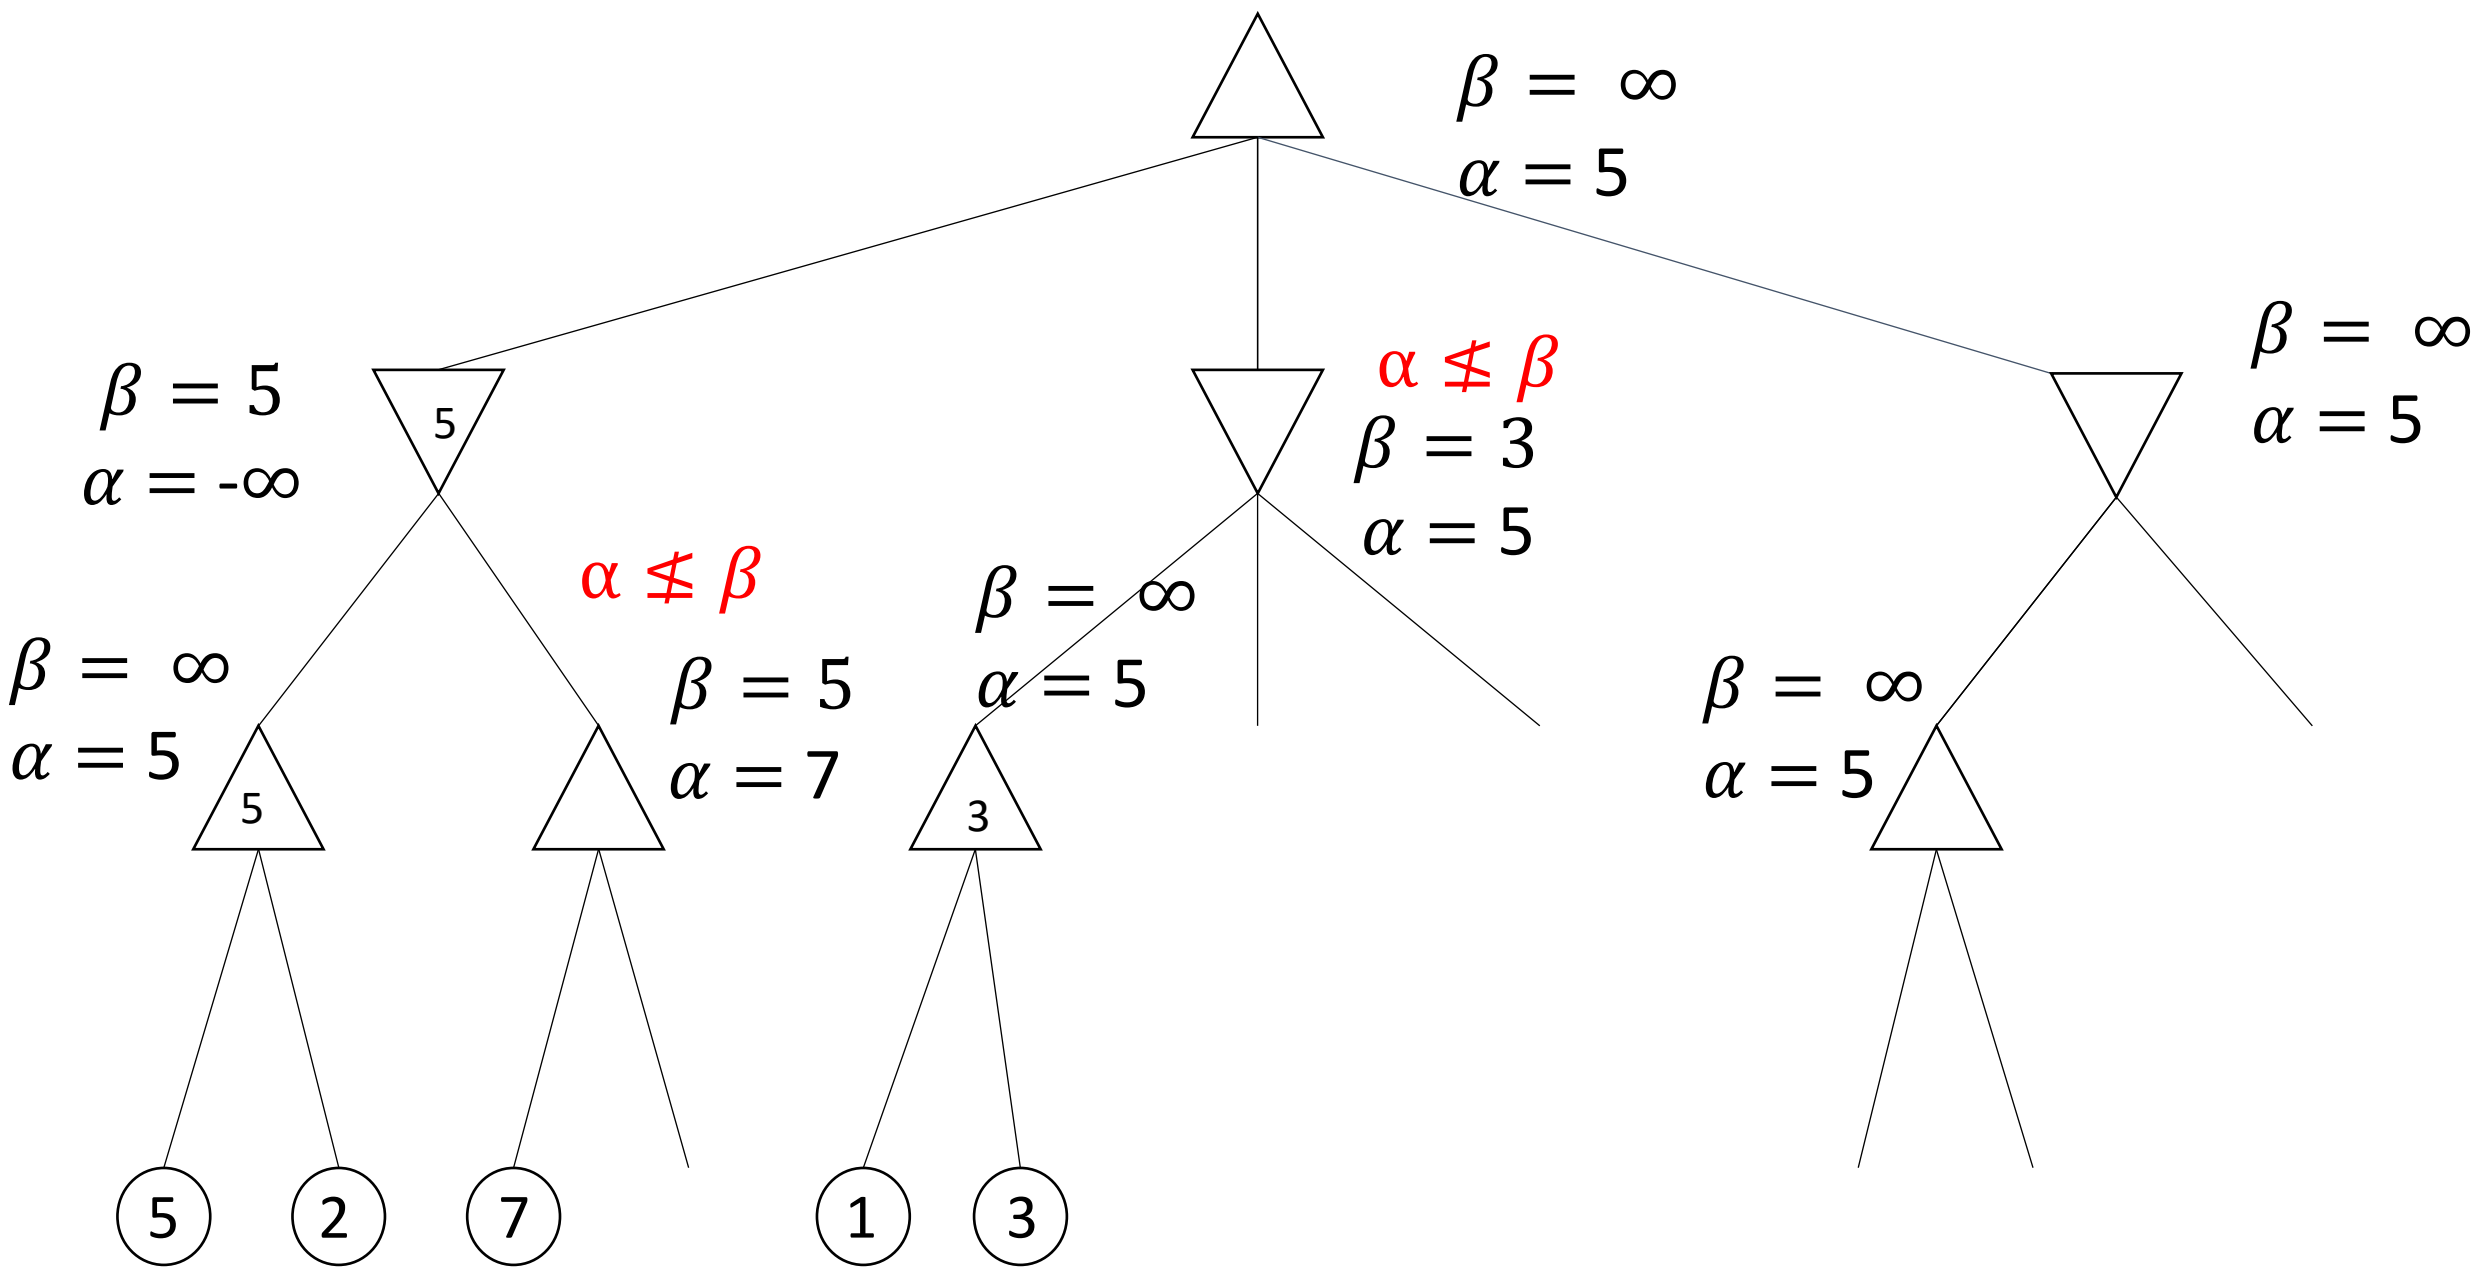 β = ∞
α = 5
β = 5
α = -∞
5
α ≰ β
β = 3
α = 5
β = ∞
α = 5
β = ∞
α = 5
5
α ≰ β
β = 5
α = 7
β = ∞
α = 5
3
β = ∞
α = 5
5
2
7
1
3